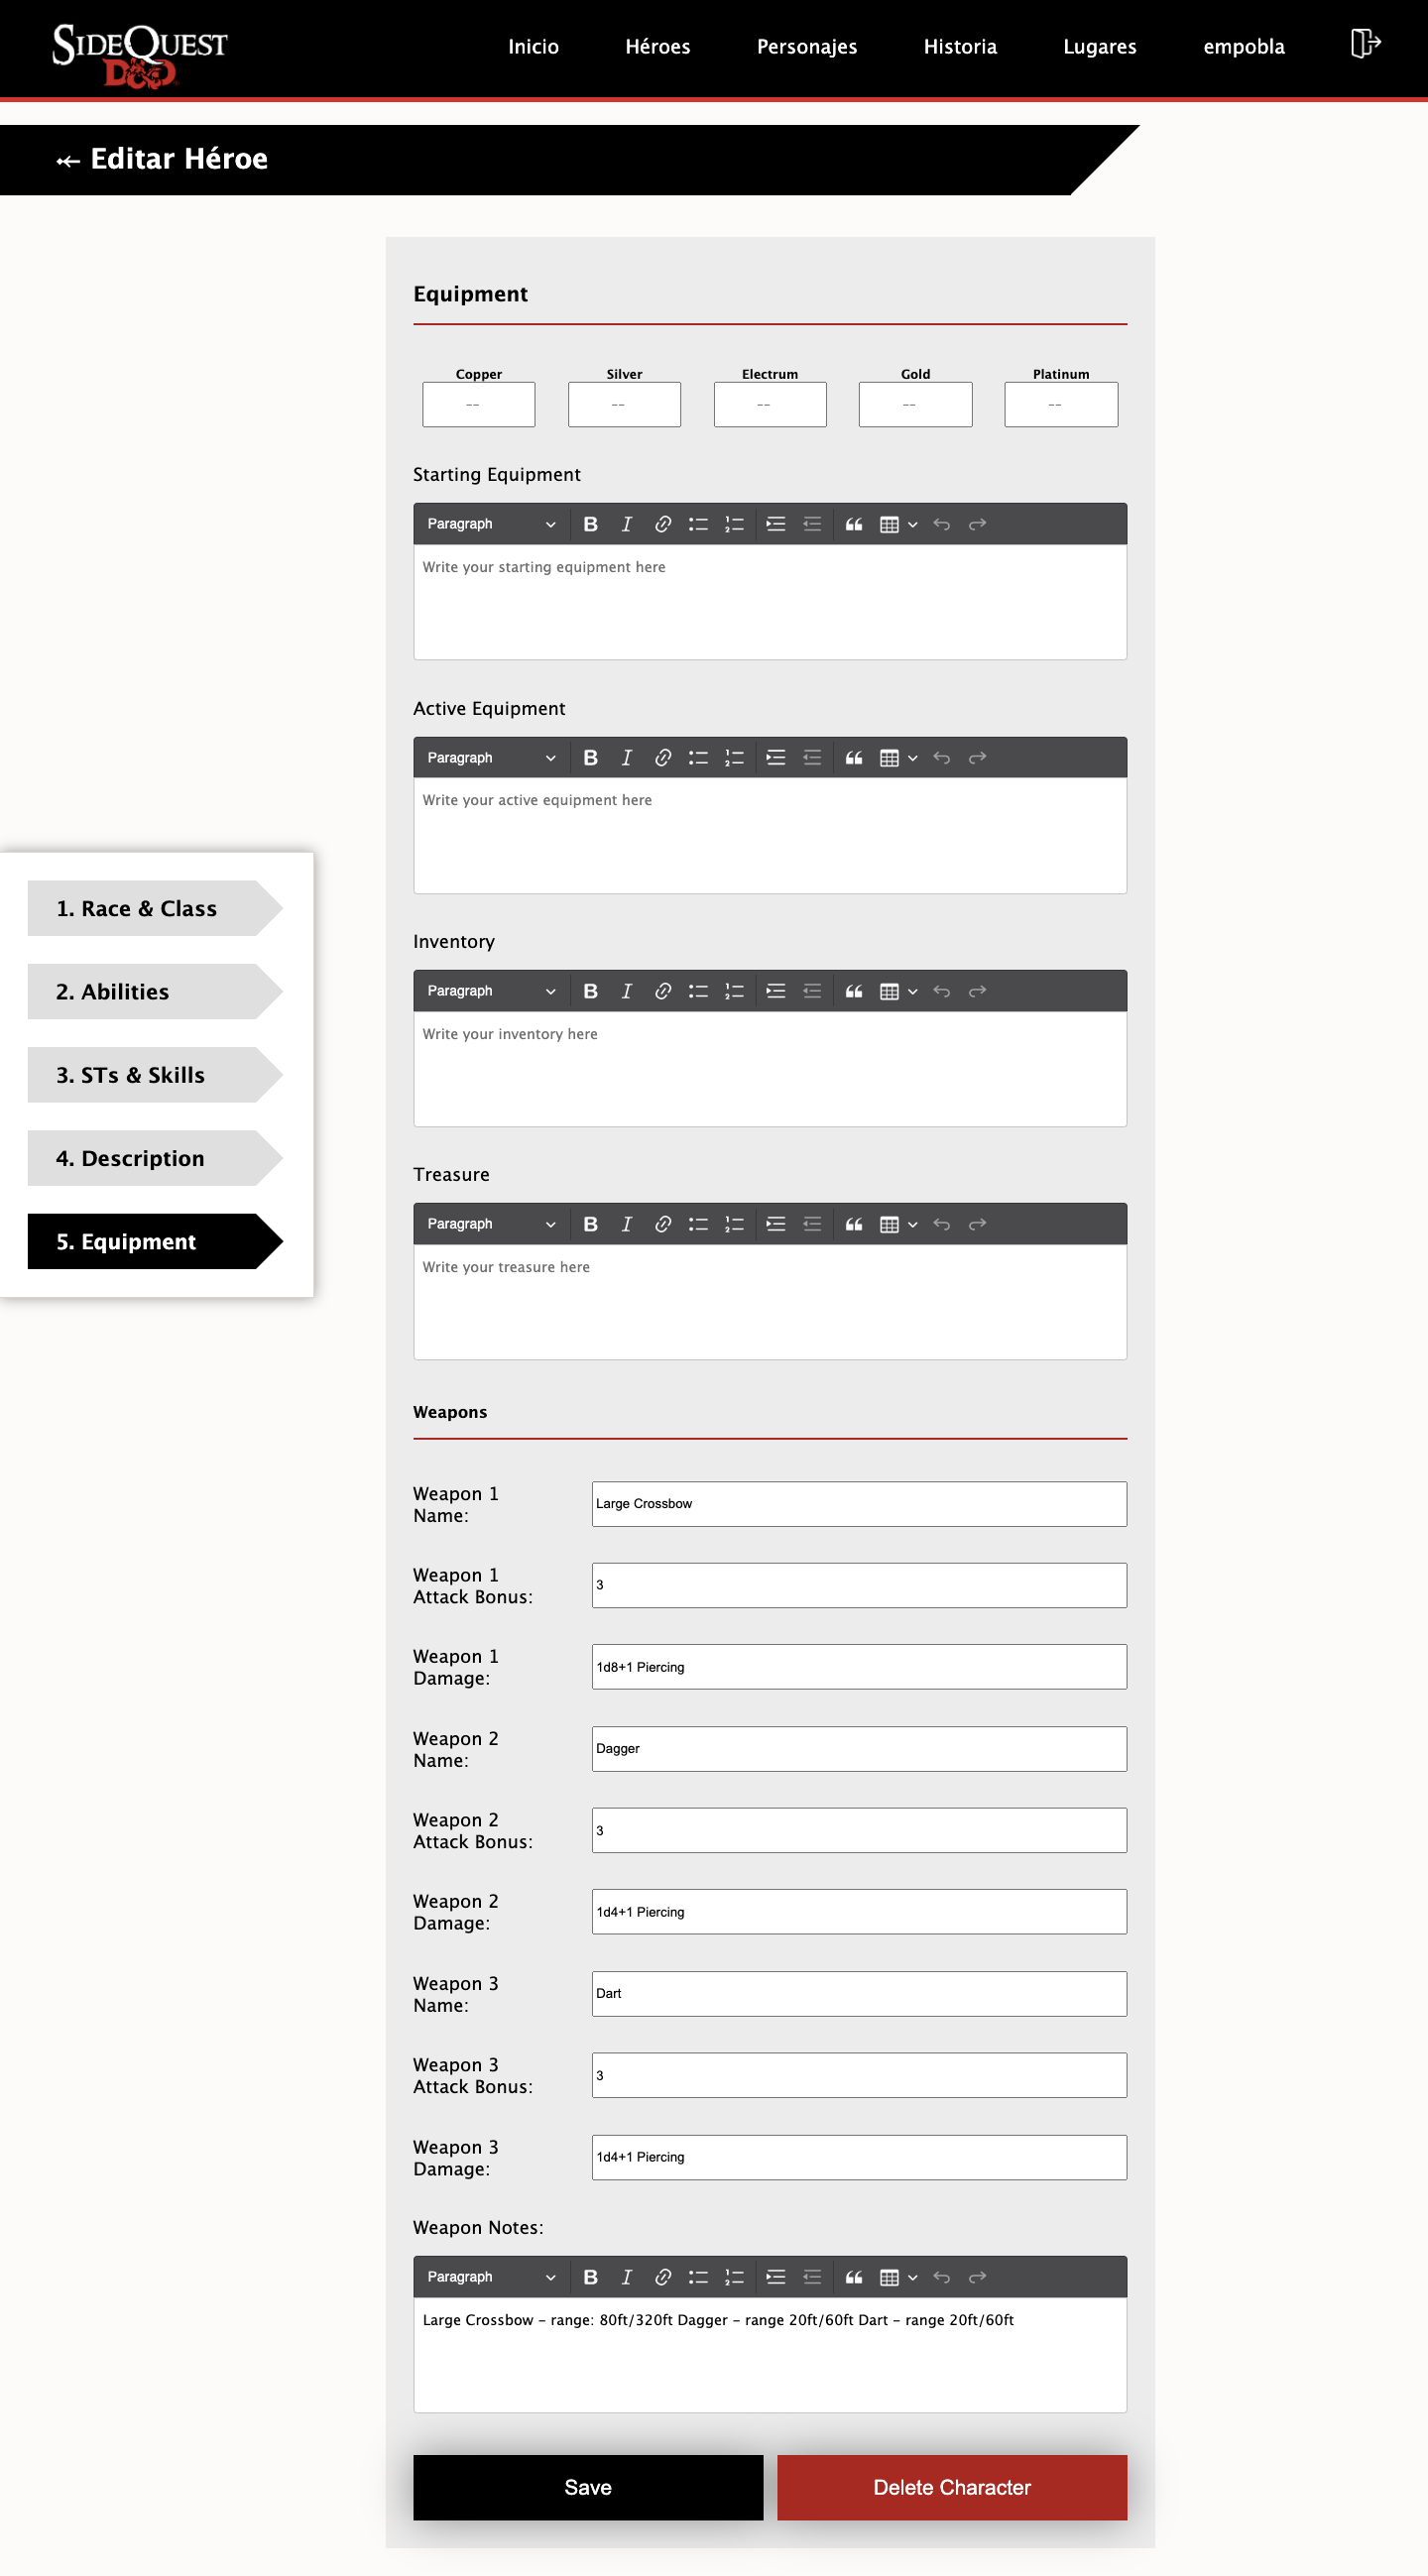 SIDEQUEST
D&D
Inicio Héroes Personajes Historia Lugares empobla
Editar Héroe
Equipment
Copper Silver Electrum Gold Platinum
-- -- -- -- --
Starting Equipment
Paragraph
Write your starting equipment here
Active Equipment
Paragraph
Write your active equipment here
Inventory
Paragraph
Write your inventory here
Treasure
Paragraph
Write your treasure here
1. Race & Class
2. Abilities
3. STs & Skills
4. Description
5. Equipment
Weapons
Weapon 1
Name:
Large Crossbow
Weapon 1
Attack Bonus:
3
Weapon 1
Damage:
1d8+1 Piercing
Weapon 2
Name:
Dagger
Weapon 2
Attack Bonus:
3
Weapon 2
Damage:
1d4+1 Piercing
Weapon 3
Name:
Dart
Weapon 3
Attack Bonus:
3
Weapon 3
Damage:
1d4+1 Piercing
Weapon Notes:
Paragraph
Large Crossbow – range: 80ft/320ft Dagger – range 20ft/60ft Dart – range 20ft/60ft
Save Delete Character